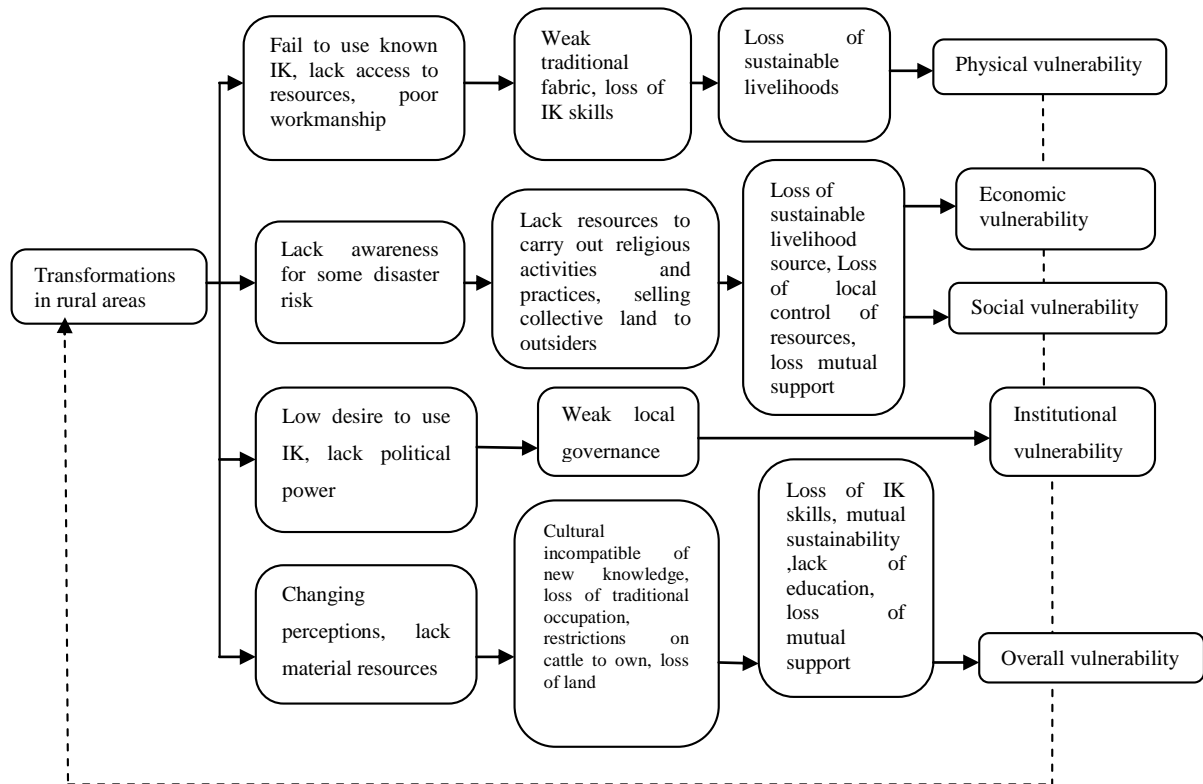 Transformations
in rural areas
Fail to use known
IK, lack access to
resources, poor
workmanship
Weak
traditional
fabric, loss of
IK skills
Loss of
sustainable
livelihoods
Physical vulnerability
Lack awareness
for some disaster
risk
Lack resources to
carry out religious
activities and
practices, selling
collective land to
outsiders
Loss of
sustainable
livelihood
source, Loss
of local
control of
resources,
loss mutual
support
Economic
vulnerability
Social vulnerability
Low desire to use
IK, lack political
power
Weak local
governance
Institutional
vulnerability
Changing
perceptions, lack
material resources
Cultural
incompatible of
new knowledge,
loss of traditional
occupation,
restrictions on
cattle to own, loss
of land
Loss of IK
skills, mutual
sustainability
,lack of
education,
loss of
mutual
support
Overall vulnerability